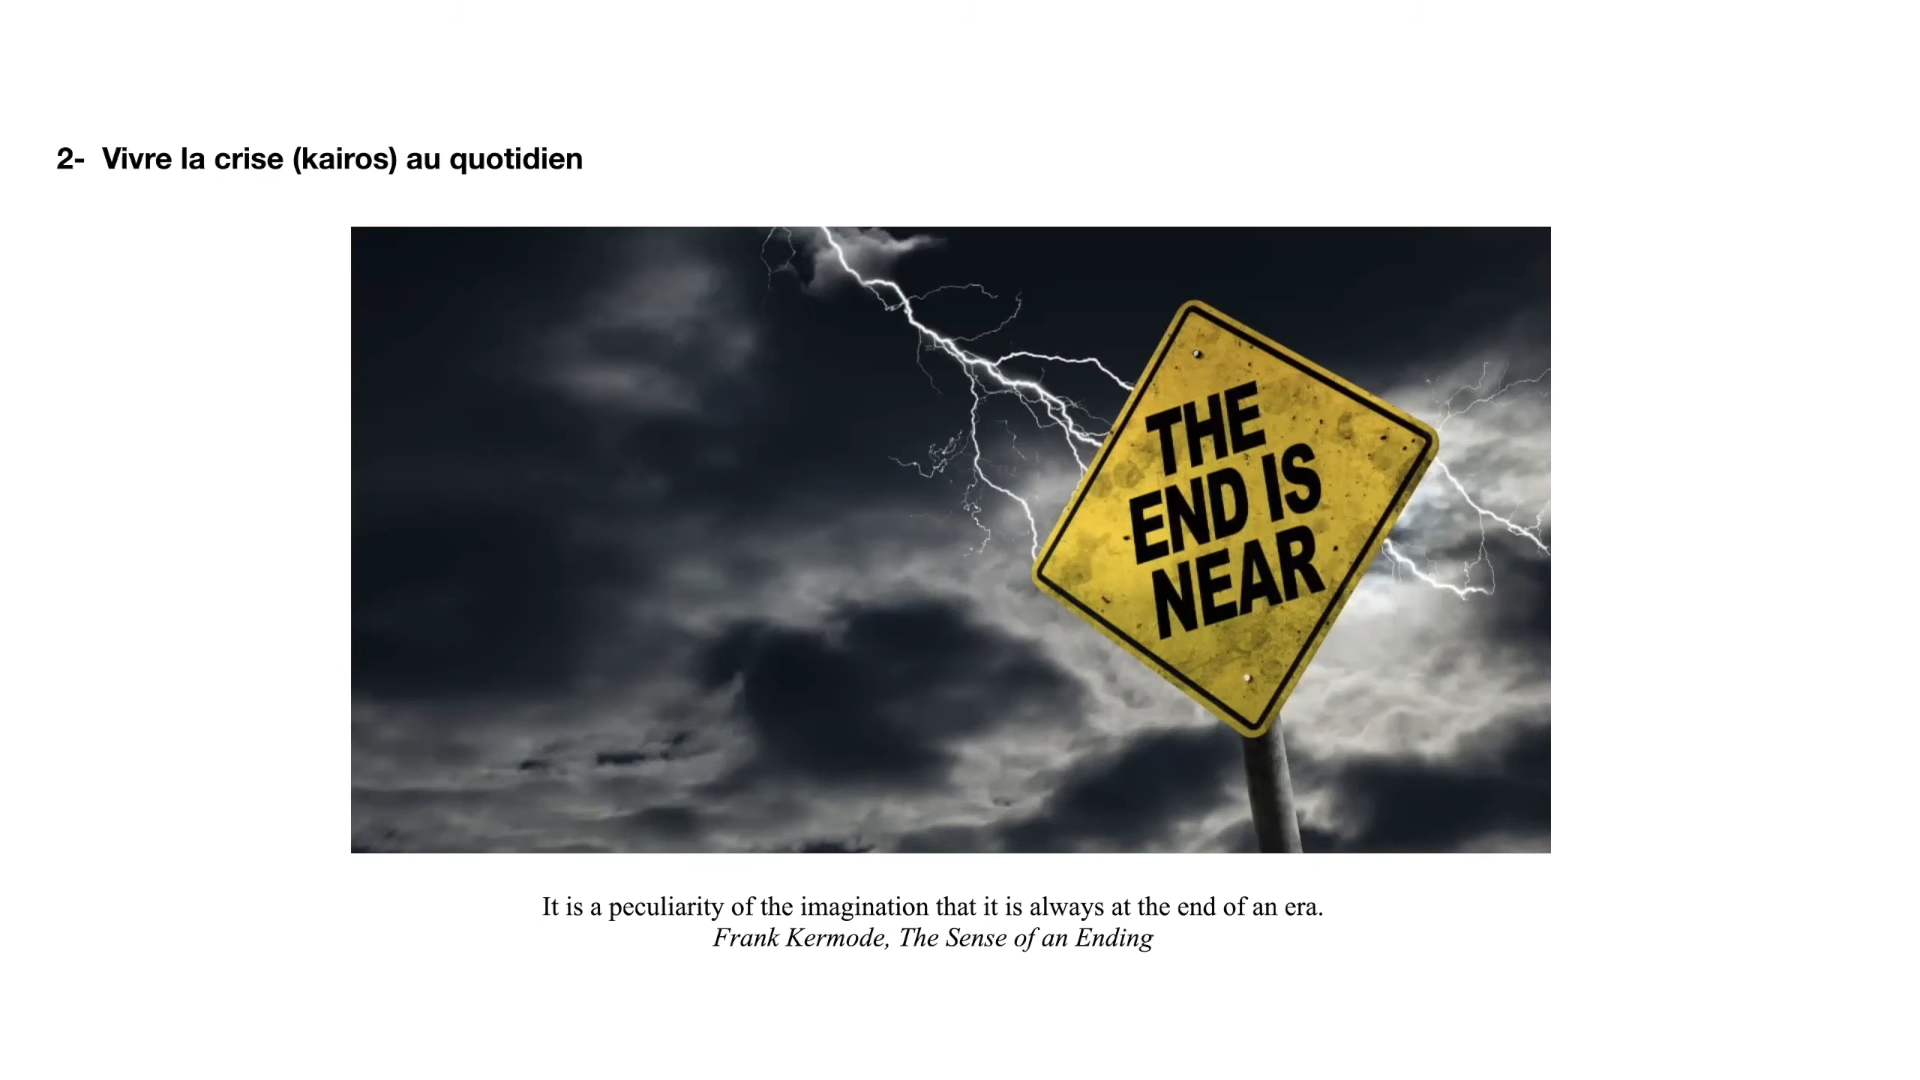 2- Vivre la crise (kairos) au quotidien
THE
END IS
NEAR
It is a peculiarity of the imagination that it is always at the end of an era.
Frank Kermode, The Sense of an Ending